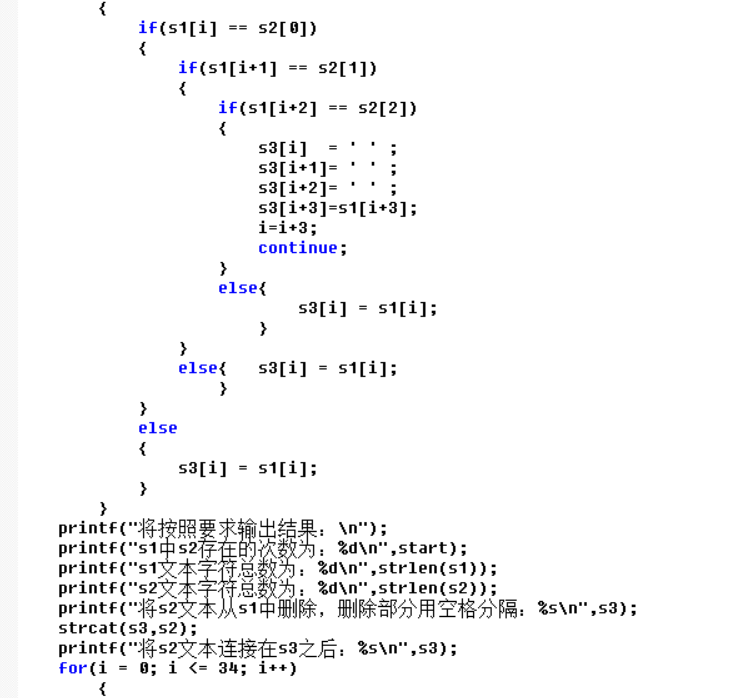 {
if(s1[i] == s2[0])
{
if(s1[i+1] == s2[1])
{
if(s1[i+2] == s2[2])
{
s3[i]  = ' ' ;
s3[i+1]= ' ' ;
s3[i+2]= ' ' ;
s3[i+3]=s1[i+3];
i=i+3;
continue;
}
else{
s3[i] = s1[i];
}
}
else{   s3[i] = s1[i];
}
}
else
{
s3[i] = s1[i];
}
}
printf("将按照要求输出结果：\n");
printf("s1中s2存在的次数为：%d\n",start);
printf("s1文本字符总数为：%d\n",strlen(s1));
printf("s2文本字符总数为：%d\n",strlen(s2));
printf("将s2文本从s1中删除，删除部分用空格分隔：%s\n",s3);
strcat(s3,s2);
printf("将s2文本连接在s3之后：%s\n",s3);
for(i = 0; i <= 34; i++)
{